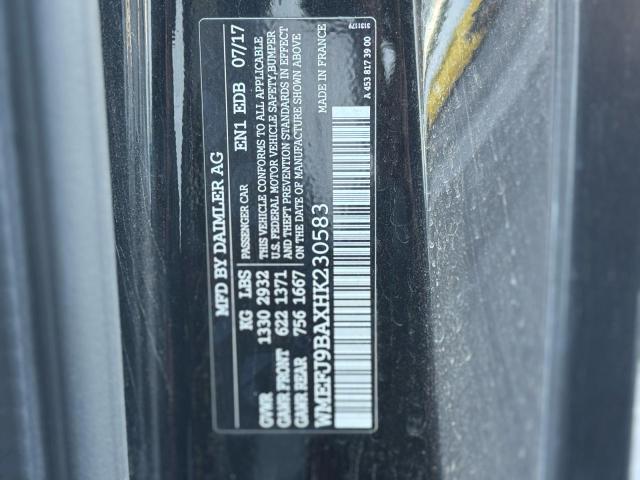 MFD BY DAIMLER AG EN1 EDB 07/17
KG LBS PASSENGER CAR
GVWR 1330 2932 THIS VEHICLE CONFORMS TO ALL APPLICABLE
GAWR FRONT 622 1371 U.S. FEDERAL MOTOR VEHICLE SAFETY,BUMPER
GAWR REAR 756 1667 AND THEFT PREVENTION STANDARDS IN EFFECT
ON THE DATE OF MANUFACTURE SHOWN ABOVE
WMEFJ9BAXHK230583 MADE IN FRANCE
3131179
A 453 817 39 00